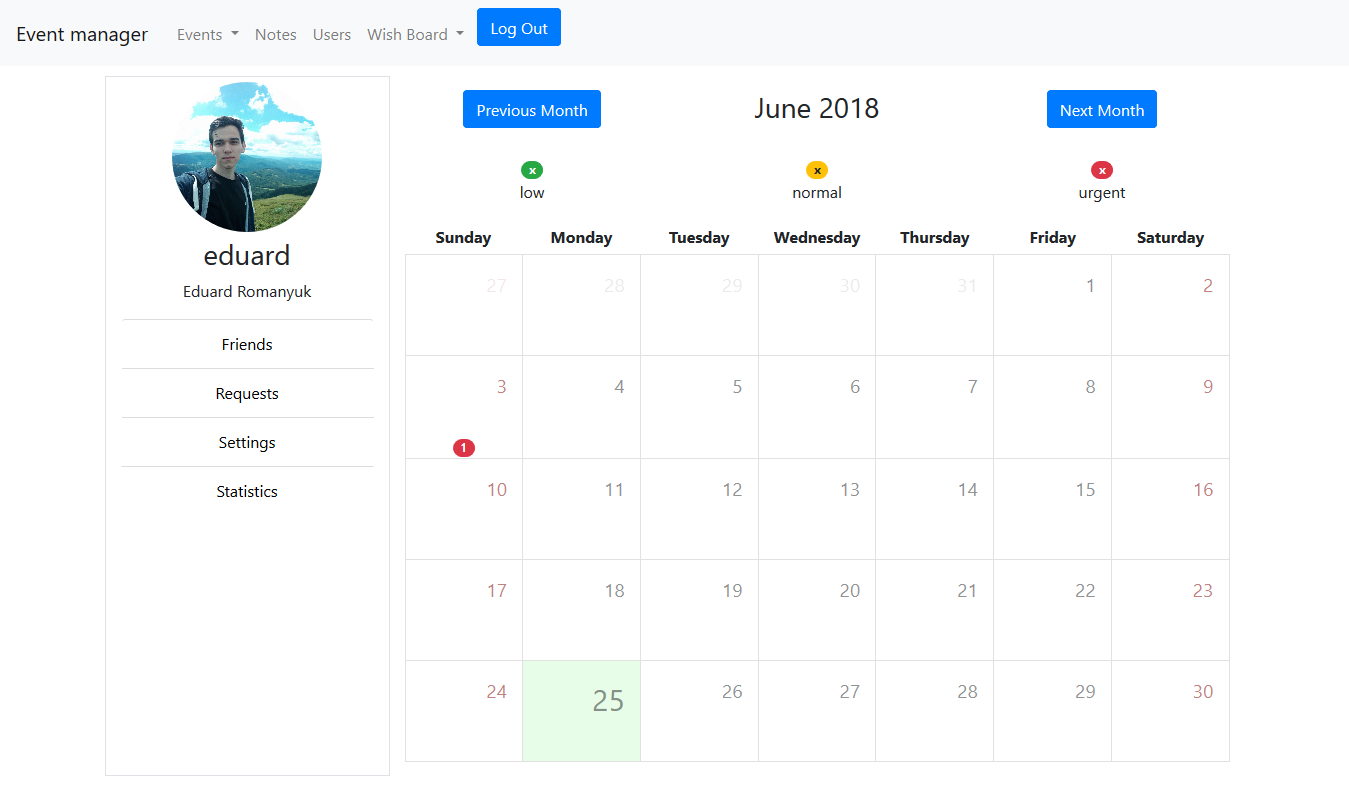 Event manager Events Notes Users Wish Board Log Out
eduard
Eduard Romanyuk
Friends
Requests
Settings
Statistics
Previous Month June 2018 Next Month
x x x
low normal urgent
Sunday Monday Tuesday Wednesday Thursday Friday Saturday
27 28 29 30 31 1 2
3 4 5 6 7 8 9
1
10 11 12 13 14 15 16
17 18 19 20 21 22 23
24 25 26 27 28 29 30